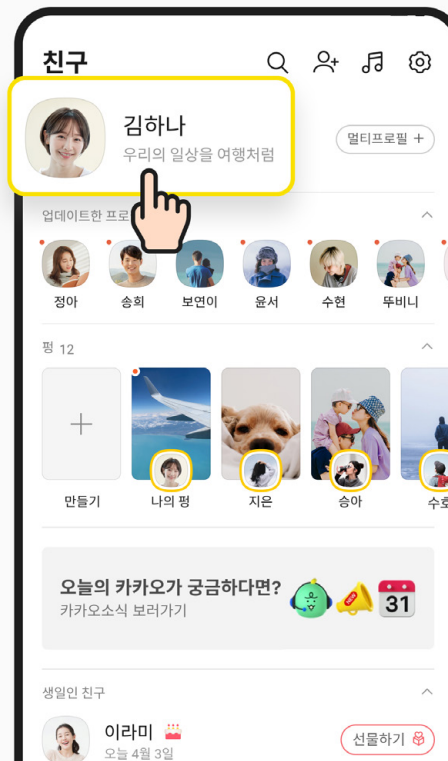 친구
김하나
우리의 일상을 여행처럼
멀티프로필 +
업데이트한 프로
정아
송희
보연이
윤서
수현
뚜비니
펑 12
만들기
나의 펑
지은
승아
수호
오늘의 카카오가 궁금하다면?
카카오소식 보러가기
31
생일인 친구
이라미
오늘 4월 3일
선물하기